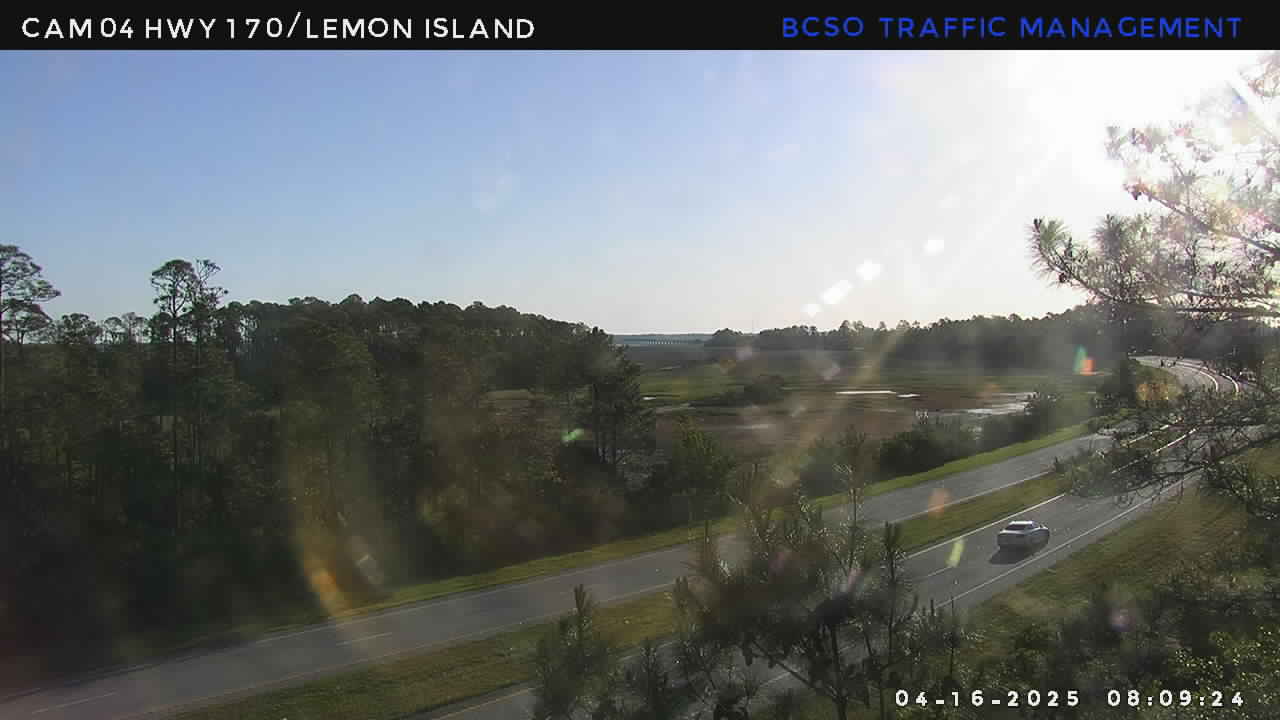 CAM04 HWY 170/LEMON ISLAND
BCSO TRAFFIC MANAGEMENT
04-16-2025 08:09:24